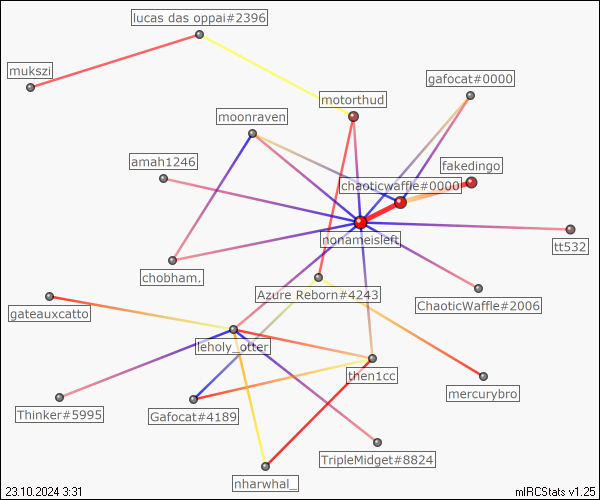 lucas das oppai#2396
mukszi
gafocat#0000
motorthud
moonraven
amah1246
fakedingo
chaoticwaffle#0000
nonameisleft
tt532
chobham.
Azure Reborn#4243
ChaoticWaffle#2006
gateauxcatto
leholy_otter
then1cc
mercurybro
Thinker#5995
Gafocat#4189
TripleMidget#8824
nharwhal_
23.10.2024 3:31
mIRCStats v1.25